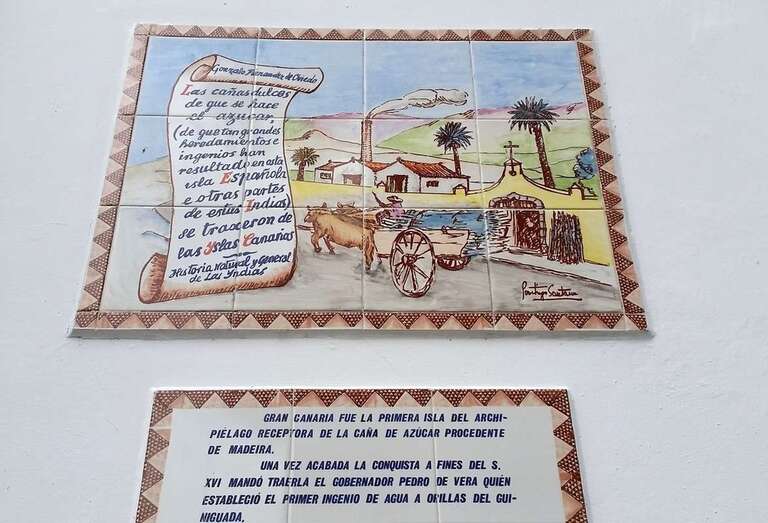 Gonzalo Fernandez de Oviedo
Las cañas dulces
de que se hace
el azucar,
(de que tan grandes
heredamientos e
ingenios han
resultado en esta
isla Española
e otras partes
de estas Indias)
se traxeron de
las Yslas Canarias
Historia Natural y General
de Las Yndias
GRAN CANARIA FUE LA PRIMERA ISLA DEL ARCHI-
PIÉLAGO RECEPTORA DE LA CAÑA DE AZÚCAR PROCEDENTE
DE MADEIRA.
UNA VEZ ACABADA LA CONQUISTA A FINES DEL S.
XVI MANDÓ TRAERLA EL GOBERNADOR PEDRO DE VERA QUIÉN
ESTABLECIÓ EL PRIMER INGENIO DE AGUA A ORILLAS DEL GUI-
NIGUADA,